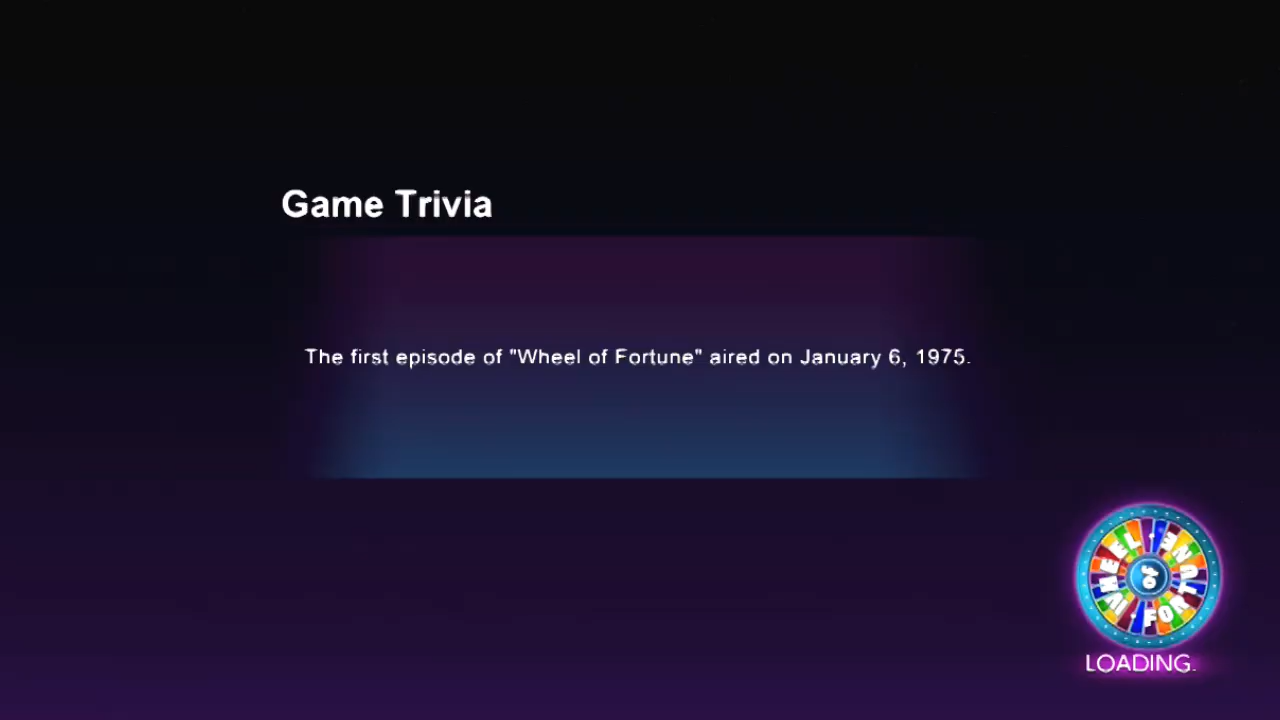 Game Trivia
The first episode of "Wheel of Fortune" aired on January 6, 1975.
WHEEL OF FORTUNE
LOADING.